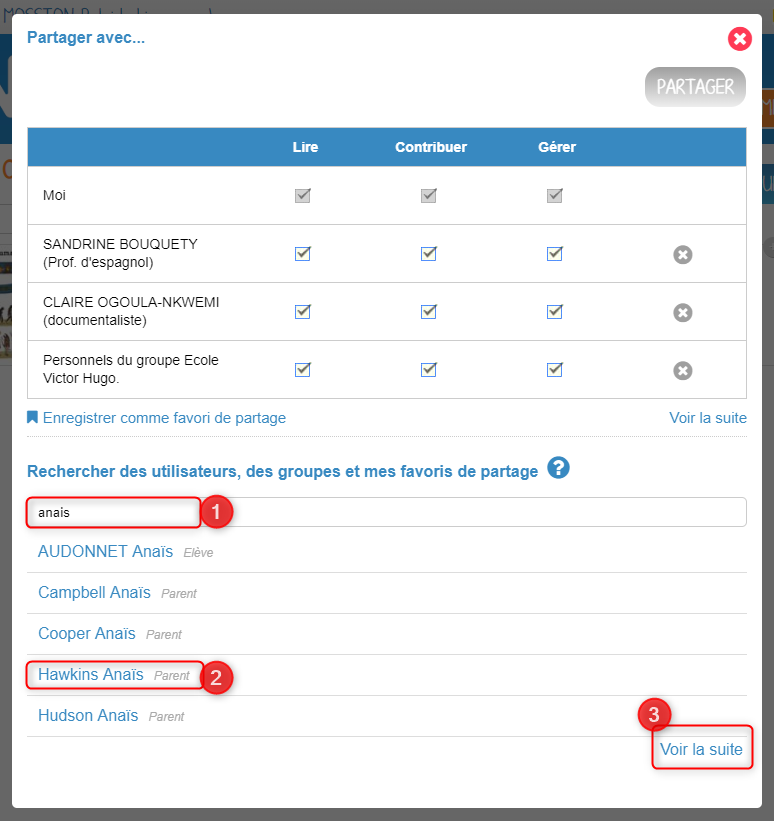 Partager avec...
PARTAGER
Lire Contribuer Gérer
Moi
SANDRINE BOUQUETY
(Prof. d'espagnol)
CLAIRE OGOULA-NKWEMI
(documentaliste)
Personnels du groupe Ecole
Victor Hugo.
Enregistrer comme favori de partage Voir la suite
Rechercher des utilisateurs, des groupes et mes favoris de partage ?
anais 1
AUDONNET Anaïs Elève
Campbell Anaïs Parent
Cooper Anaïs Parent
Hawkins Anaïs Parent 2
Hudson Anaïs Parent
3
Voir la suite